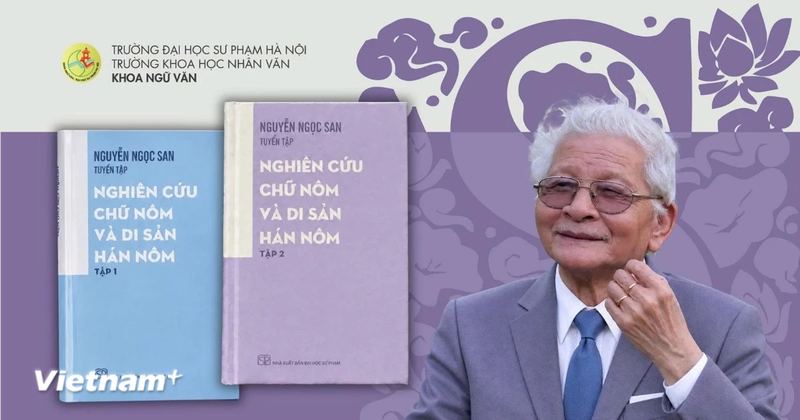 TRƯỜNG ĐẠI HỌC SƯ PHẠM HÀ NỘI
TRƯỜNG KHOA HỌC NHÂN VĂN
KHOA NGỮ VĂN
NGUYỄN NGỌC SAN
TUYỂN TẬP
NGHIÊN CỨU
CHỮ NÔM
VÀ DI SẢN
HÁN NÔM
TẬP 1
NGUYỄN NGỌC SAN
TUYỂN TẬP
NGHIÊN CỨU
CHỮ NÔM
VÀ DI SẢN
HÁN NÔM
TẬP 2
NHÀ XUẤT BẢN ĐẠI HỌC SƯ PHẠM
Vietnam+